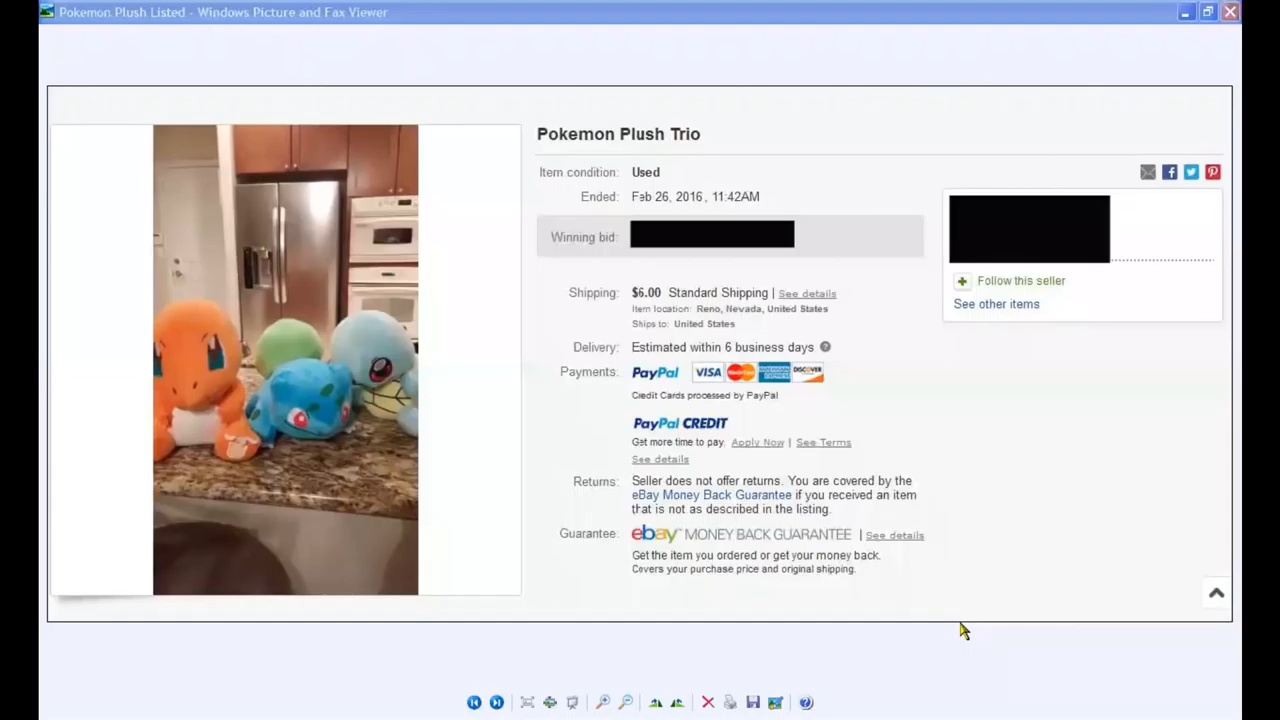 Pokemon Plush Listed - Windows Picture and Fax Viewer
Pokemon Plush Trio
Item condition: Used
Ended: Feb 26, 2016 , 11:42AM
Winning bid:
Follow this seller
See other items
Shipping: $6.00 Standard Shipping | See details
Item location: Reno, Nevada, United States
Ships to: United States
Delivery: Estimated within 6 business days
Payments: PayPal VISA MasterCard AMERICAN EXPRESS DISCOVER
Credit Cards processed by PayPal
PayPal CREDIT
Get more time to pay. Apply Now | See Terms
See details
Returns: Seller does not offer returns. You are covered by the
eBay Money Back Guarantee if you received an item
that is not as described in the listing.
Guarantee: ebay™ MONEY BACK GUARANTEE | See details
Get the item you ordered or get your money back.
Covers your purchase price and original shipping.